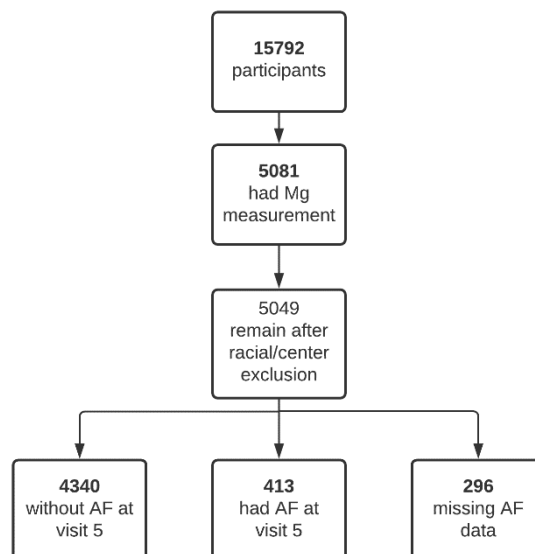 15792
participants
5081
had Mg
measurement
5049
remain after
racial/center
exclusion
4340
without AF at
visit 5
413
had AF at
visit 5
296
missing AF
data